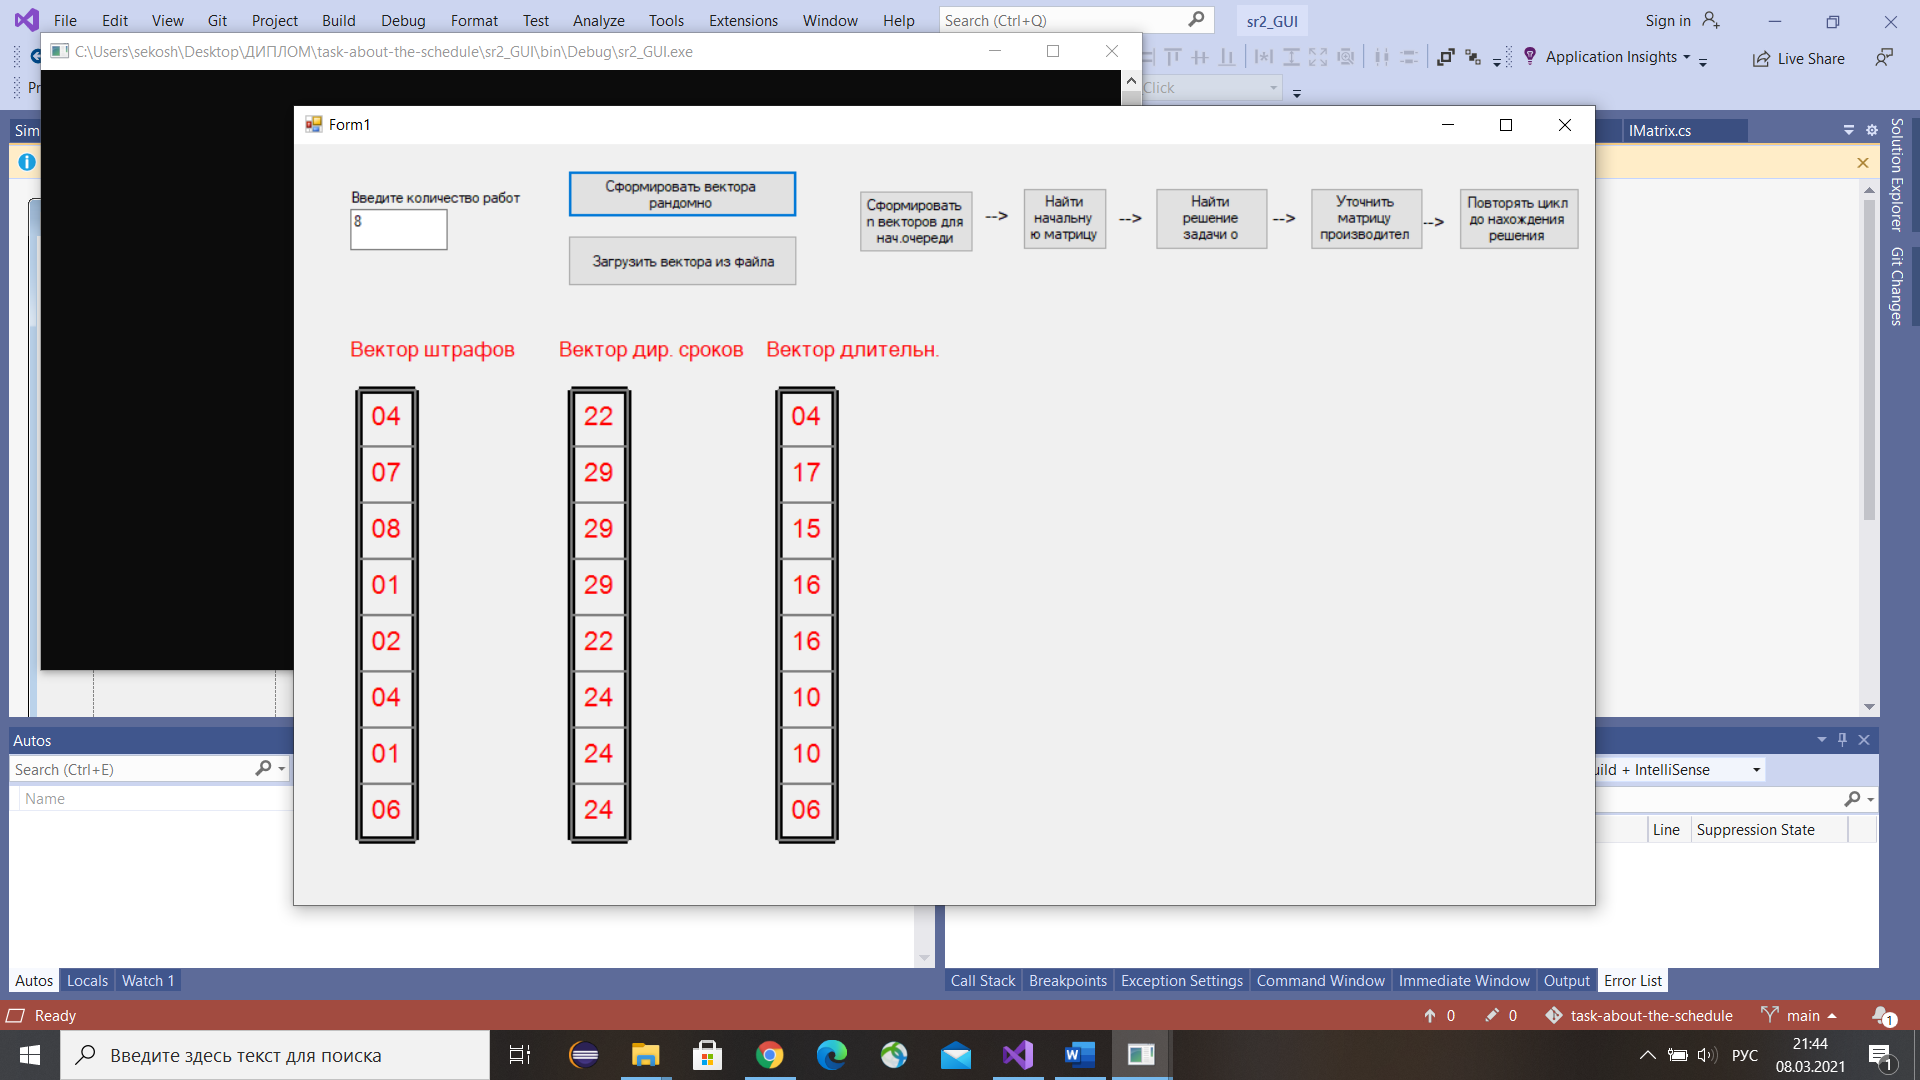 File Edit View Git Project Build Debug Format Test Analyze Tools Extensions Window Help Search (Ctrl+Q) sr2_GUI Sign in
C:\Users\sekosh\Desktop\ДИПЛОМ\task-about-the-schedule\sr2_GUI\bin\Debug\sr2_GUI.exe
Application Insights Live Share
Click
Form1
IMatrix.cs
Solution Explorer
Git Changes
Введите количество работ
8
Сформировать вектора
рандомно
Загрузить вектора из файла
Сформировать
n векторов для
нач.очереди
-->
Найти
начальну
ю матрицу
-->
Найти
решение
задачи о
-->
Уточнить
матрицу
производител
-->
Повторять цикл
до нахождения
решения
Вектор штрафов Вектор дир. сроков Вектор длительн.
04 22 04
07 29 17
08 29 15
01 29 16
02 22 16
04 24 10
01 24 10
06 24 06
Autos
Search (Ctrl+E)
Name
uild + IntelliSense
Line Suppression State
Autos Locals Watch 1
Call Stack Breakpoints Exception Settings Command Window Immediate Window Output Error List
Ready 0 0 task-about-the-schedule main 1
Введите здесь текст для поиска
РУС
21:44
08.03.2021
1